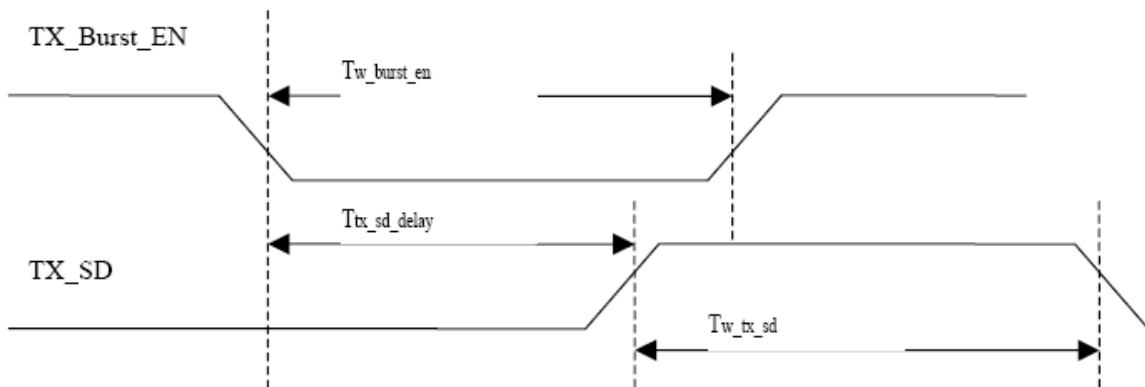 TX_Burst_EN
Tw_burst_en
Ttx_sd_delay
TX_SD
Tw_tx_sd